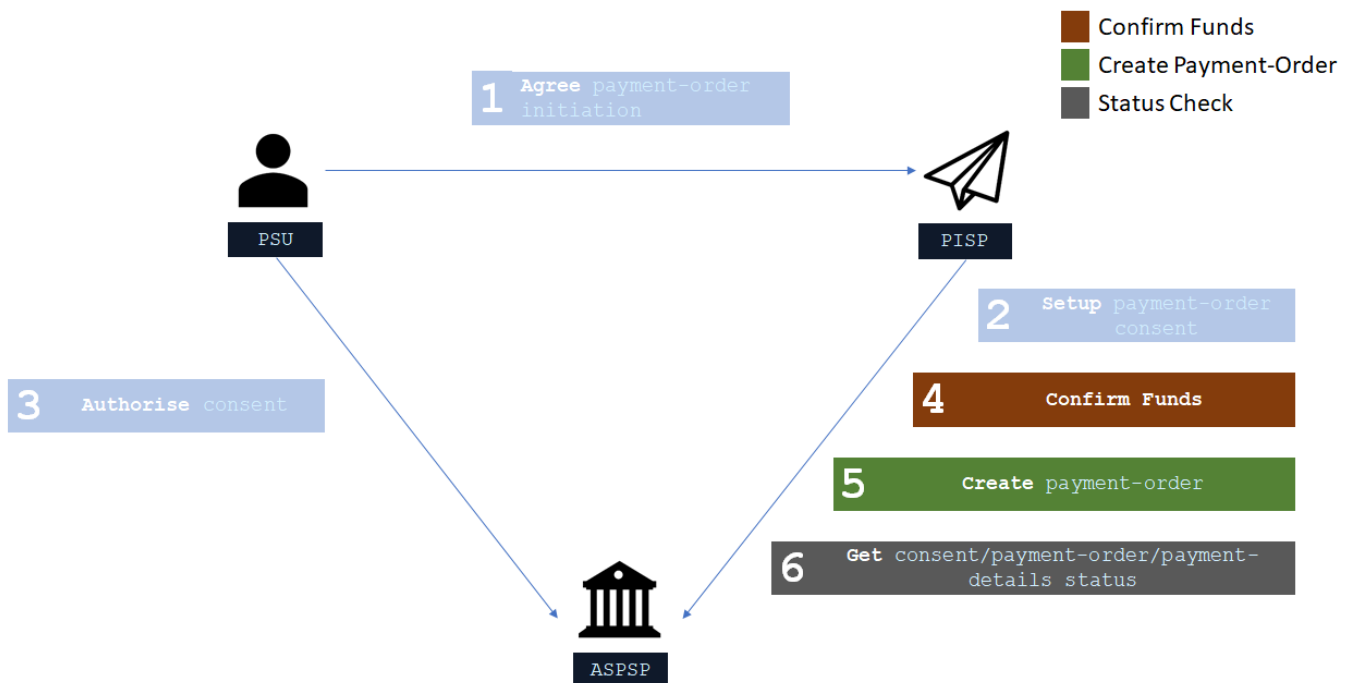 Confirm Funds
Create Payment-Order
Status Check
1 Agree payment-order
initiation
PSU
PISP
2 Setup payment-order
consent
3 Authorise consent
4 Confirm Funds
5 Create payment-order
6 Get consent/payment-order/payment-
details status
ASPSP